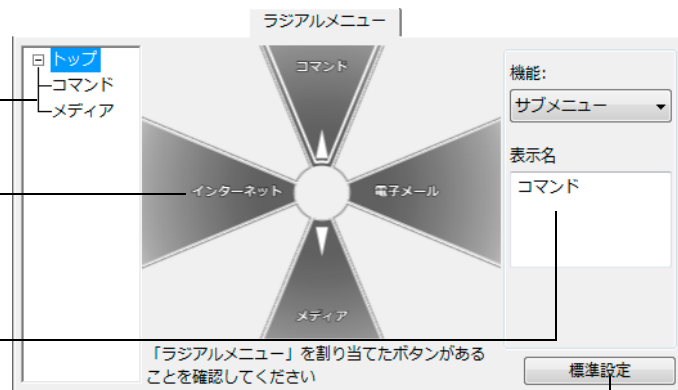 ラジアルメニュー
トップ
コマンド
メディア
コマンド
インターネット
電子メール
メディア
「ラジアルメニュー」を割り当てたボタンがある
ことを確認してください
機能:
サブメニュー
表示名
コマンド
標準設定